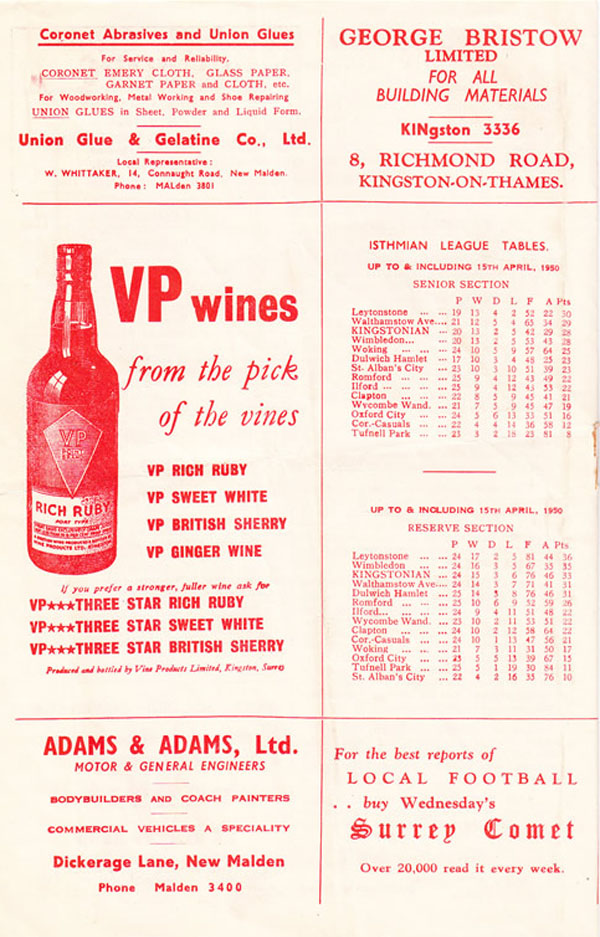 Coronet Abrasives and Union Glues
For Service and Reliability.
CORONET EMERY CLOTH, GLASS PAPER,
GARNET PAPER and CLOTH, etc.
For Woodworking, Metal Working and Shoe Repairing
UNION GLUES in Sheet, Powder and Liquid Form.
Union Glue & Gelatine Co., Ltd.
Local Representative:
W. WHITTAKER, 14, Connaught Road, New Malden.
Phone: MALden 3801
GEORGE BRISTOW
LIMITED
FOR ALL
BUILDING MATERIALS
KINgston 3336
8, RICHMOND ROAD,
KINGSTON-ON-THAMES.
VP wines
from the pick
of the vines
VP
RICH RUBY
PORT TYPE
VP RICH RUBY
VP SWEET WHITE
VP BRITISH SHERRY
VP GINGER WINE
If you prefer a stronger, fuller wine ask for
VP★★★THREE STAR RICH RUBY
VP★★★THREE STAR SWEET WHITE
VP★★★THREE STAR BRITISH SHERRY
Produced and bottled by Vine Products Limited, Kingston, Surrey
ISTHMIAN LEAGUE TABLES.
UP TO & INCLUDING 15TH APRIL, 1950
SENIOR SECTION
P W D L F A Pts
Leytonstone ... ... 19 13 4 2 52 22 30
Walthamstow Ave.... 21 12 5 4 65 34 29
KINGSTONIAN ... 20 13 2 5 42 29 28
Wimbledon... ... 20 13 2 5 53 43 28
Woking ... ... 24 10 5 9 57 64 25
Dulwich Hamlet ... 17 10 3 4 48 25 23
St. Alban's City ... 23 10 3 10 51 39 23
Romford ... ... 25 9 4 12 43 49 22
Ilford ... ... ... 25 9 4 12 43 53 22
Clapton ... ... 22 8 5 9 45 41 21
Wycombe Wand. ... 21 7 5 9 45 47 19
Oxford City ... 24 5 6 13 33 51 16
Cor.-Casuals ... 22 4 4 14 36 58 12
Tufnell Park ... 23 3 2 18 23 81 8
UP TO & INCLUDING 15TH APRIL, 1950
RESERVE SECTION
P W D L F A Pts
Leytonstone ... ... 24 17 2 5 81 44 36
Wimbledon ... ... 24 16 3 5 67 35 35
KINGSTONIAN ... 24 15 3 6 76 46 33
Walthamstow Ave.... 24 14 3 7 71 41 31
Dulwich Hamlet ... 25 14 3 8 76 46 31
Romford ... ... 25 10 6 9 52 59 26
Ilford... ... ... 24 9 4 11 51 48 22
Wycombe Wand. ... 23 10 2 11 53 51 22
Clapton ... ... 24 10 2 12 58 64 22
Cor.-Casuals ... 24 10 1 13 47 56 21
Woking ... ... 21 7 3 11 31 50 17
Oxford City ... 23 5 5 13 39 67 15
Tufnell Park ... 25 5 1 19 30 84 11
St. Alban's City ... 22 4 2 16 35 76 10
ADAMS & ADAMS, Ltd.
MOTOR & GENERAL ENGINEERS
BODYBUILDERS AND COACH PAINTERS
COMMERCIAL VEHICLES A SPECIALITY
Dickerage Lane, New Malden
Phone Malden 3400
For the best reports of
LOCAL FOOTBALL
. . buy Wednesday's
Surrey Comet
Over 20,000 read it every week.